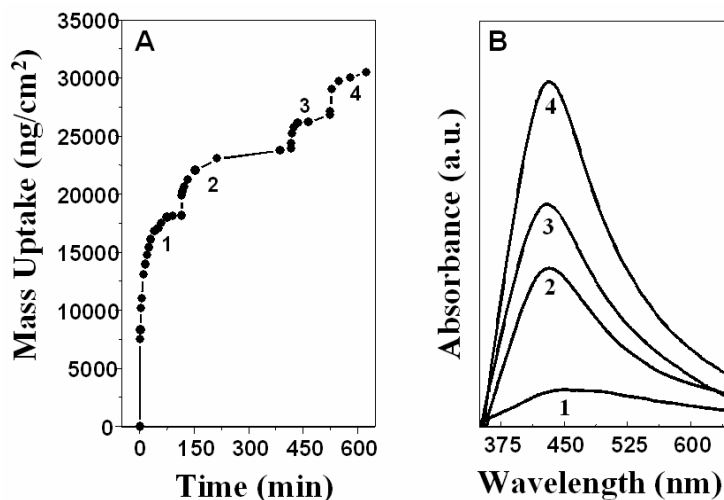 A
Mass Uptake (ng/cm²)
35000
30000
25000
20000
15000
10000
5000
0
1
2
3
4
0 150 300 450 600
Time (min)
B
Absorbance (a.u.)
4
3
2
1
375 450 525 600
Wavelength (nm)